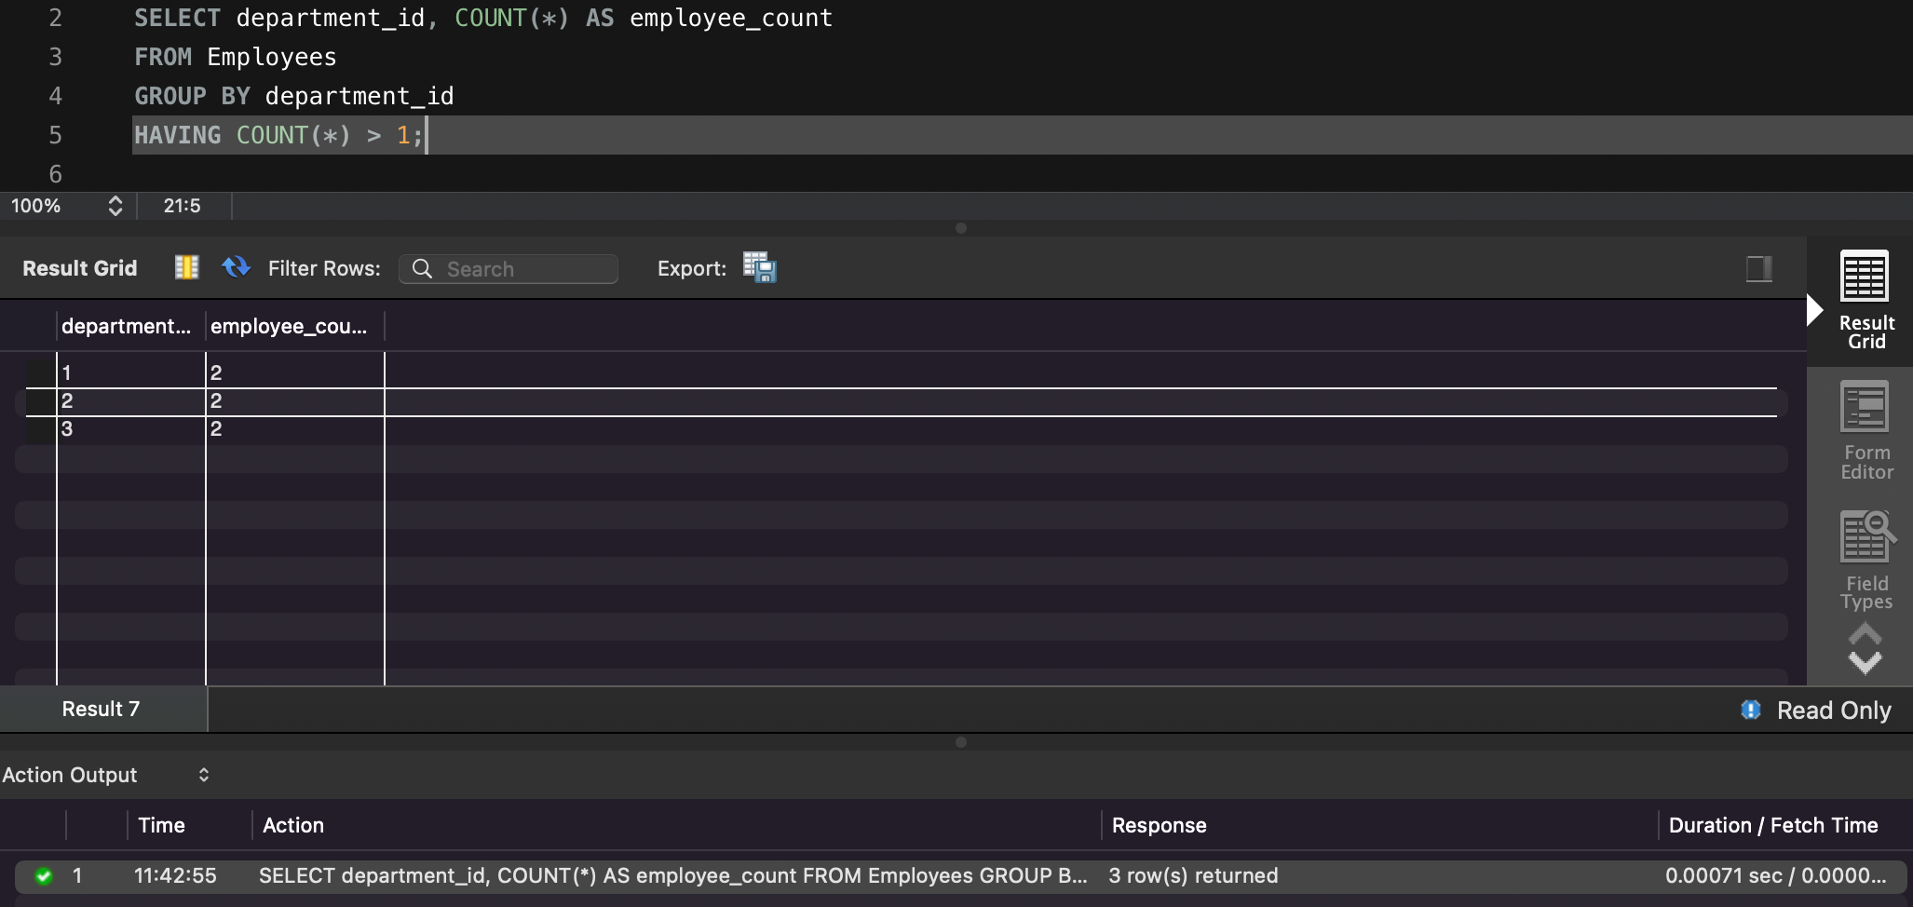 2 SELECT department_id, COUNT(*) AS employee_count
3 FROM Employees
4 GROUP BY department_id
5 HAVING COUNT(*) > 1;
6
100% 21:5
Result Grid Filter Rows: Search Export:
department... employee_cou...
1 2
2 2
3 2
Result Grid
Form Editor
Field Types
Result 7 Read Only
Action Output
Time Action Response Duration / Fetch Time
1 11:42:55 SELECT department_id, COUNT(*) AS employee_count FROM Employees GROUP B... 3 row(s) returned 0.00071 sec / 0.0000...